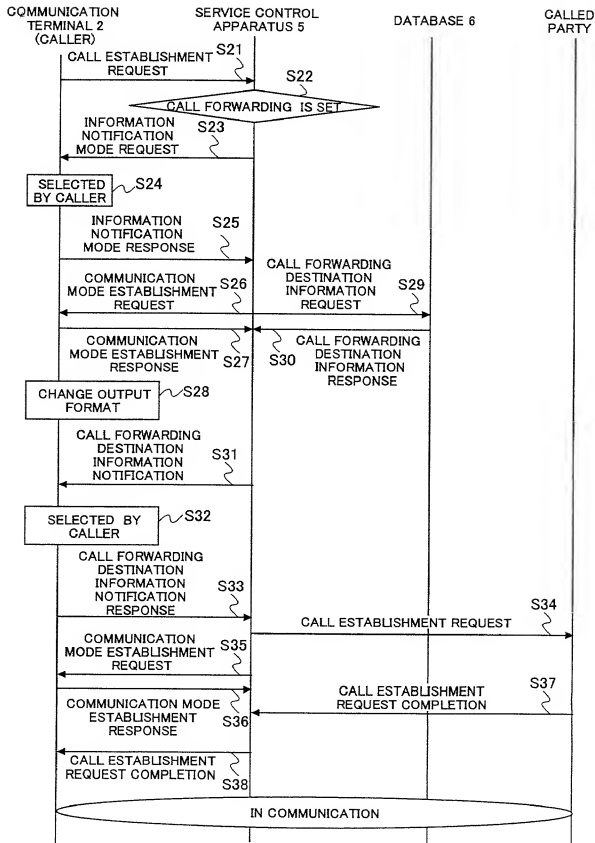 COMMUNICATION
TERMINAL 2
(CALLER)
SERVICE CONTROL
APPARATUS 5
DATABASE 6
CALLED
PARTY
CALL ESTABLISHMENT
REQUEST
S21
S22
CALL FORWARDING IS SET
INFORMATION
NOTIFICATION
MODE REQUEST
S23
SELECTED
BY CALLER
S24
INFORMATION
NOTIFICATION
MODE RESPONSE
S25
COMMUNICATION
MODE ESTABLISHMENT
REQUEST
S26
CALL FORWARDING
DESTINATION
INFORMATION
REQUEST
S29
COMMUNICATION
MODE ESTABLISHMENT
RESPONSE
S27
S30
CALL FORWARDING
DESTINATION
INFORMATION
RESPONSE
CHANGE OUTPUT
FORMAT
S28
CALL FORWARDING
DESTINATION
INFORMATION
NOTIFICATION
S31
SELECTED BY
CALLER
S32
CALL FORWARDING
DESTINATION
INFORMATION
NOTIFICATION
RESPONSE
S33
CALL ESTABLISHMENT REQUEST
S34
COMMUNICATION
MODE ESTABLISHMENT
REQUEST
S35
COMMUNICATION MODE
ESTABLISHMENT
RESPONSE
S36
CALL ESTABLISHMENT
REQUEST COMPLETION
S37
CALL ESTABLISHMENT
REQUEST COMPLETION
S38
IN COMMUNICATION